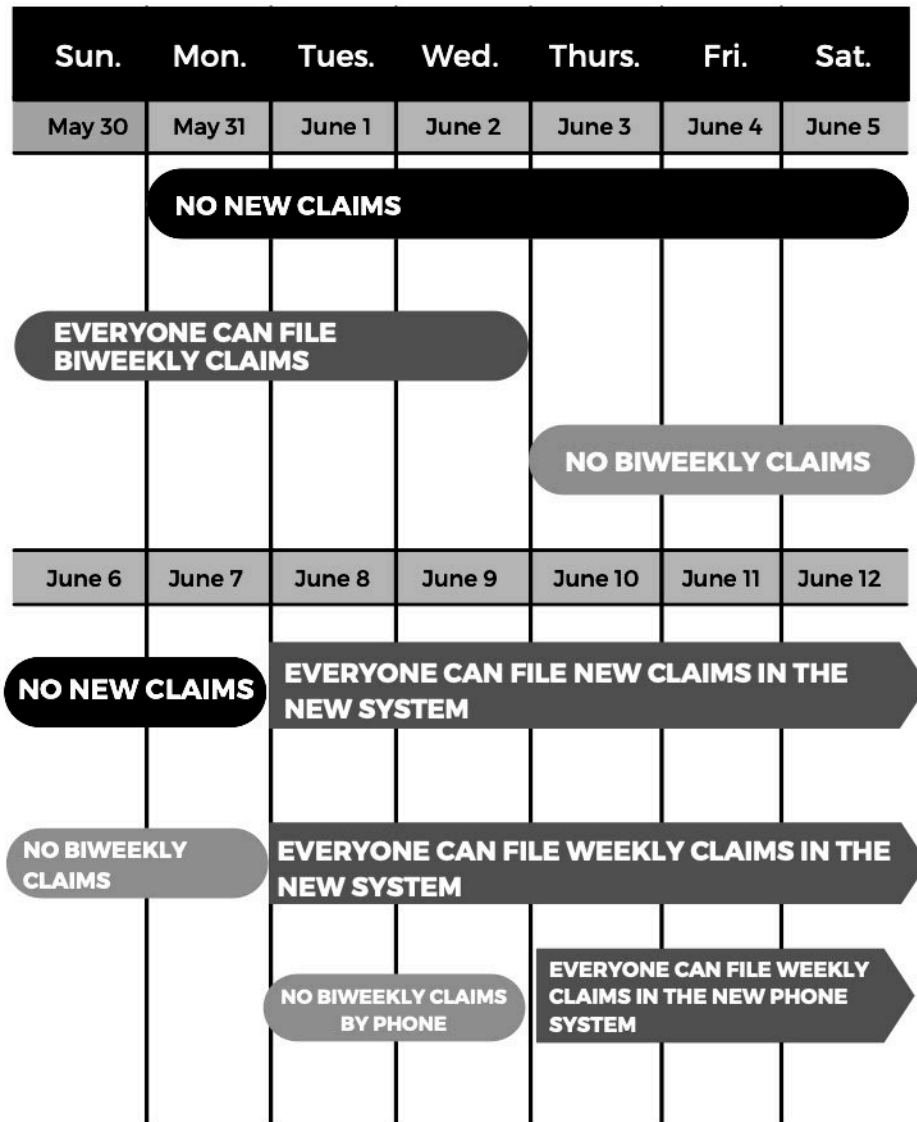 Sun. Mon. Tues. Wed. Thurs. Fri. Sat.
May 30 May 31 June 1 June 2 June 3 June 4 June 5
NO NEW CLAIMS
EVERYONE CAN FILE
BIWEEKLY CLAIMS
NO BIWEEKLY CLAIMS
June 6 June 7 June 8 June 9 June 10 June 11 June 12
NO NEW CLAIMS
EVERYONE CAN FILE NEW CLAIMS IN THE
NEW SYSTEM
NO BIWEEKLY
CLAIMS
EVERYONE CAN FILE WEEKLY CLAIMS IN THE
NEW SYSTEM
NO BIWEEKLY CLAIMS
BY PHONE
EVERYONE CAN FILE WEEKLY
CLAIMS IN THE NEW PHONE
SYSTEM